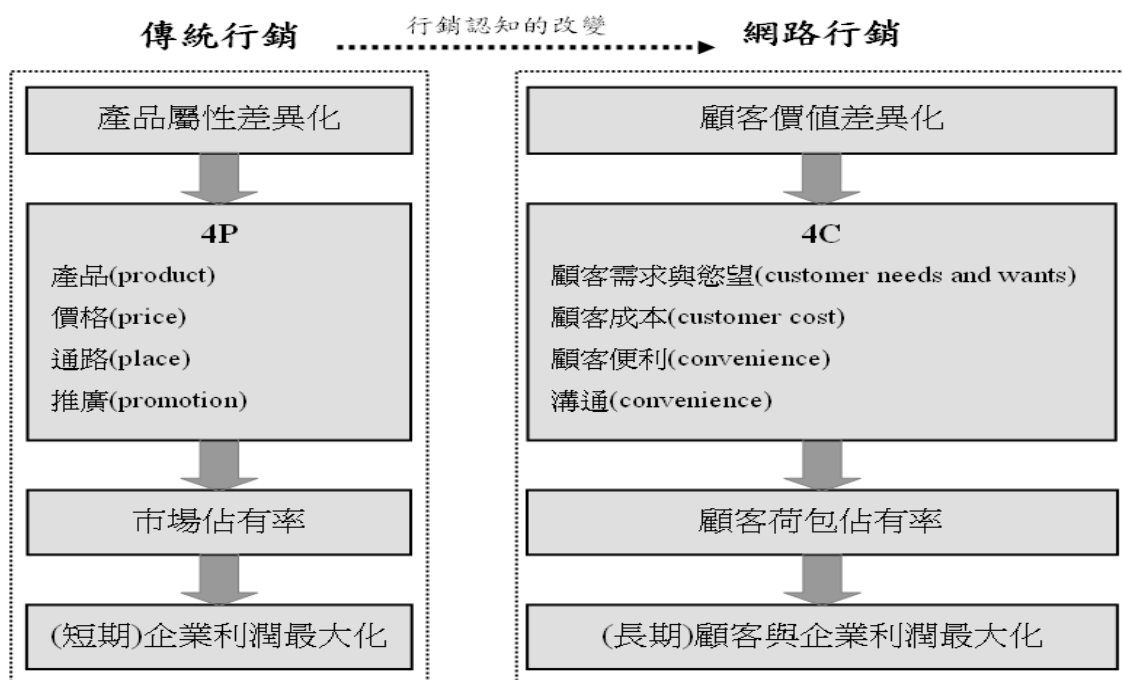 傳統行銷
行銷認知的改變
網路行銷
產品屬性差異化
4P
產品(product)
價格(price)
通路(place)
推廣(promotion)
市場佔有率
(短期)企業利潤最大化
顧客價值差異化
4C
顧客需求與慾望(customer needs and wants)
顧客成本(customer cost)
顧客便利(convenience)
溝通(convenience)
顧客荷包佔有率
(長期)顧客與企業利潤最大化